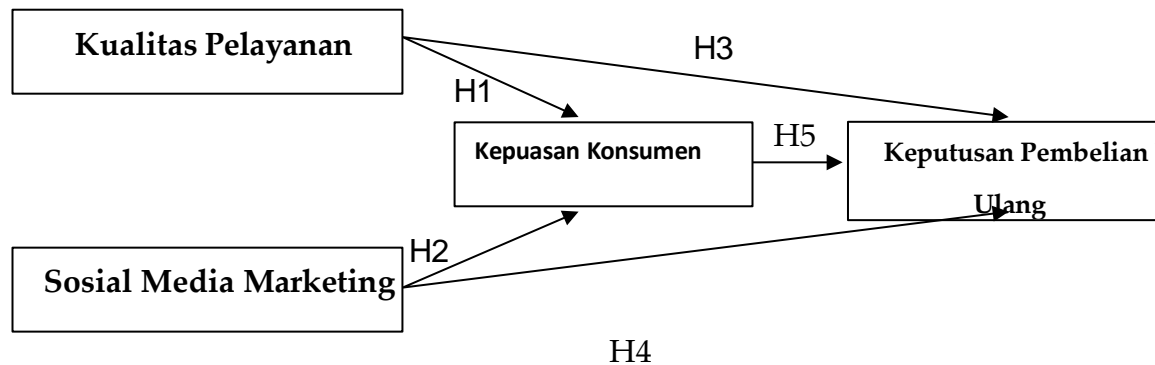 Kualitas Pelayanan
H3
H1
Kepuasan Konsumen
H5
Keputusan Pembelian
Ulang
H2
Sosial Media Marketing
H4